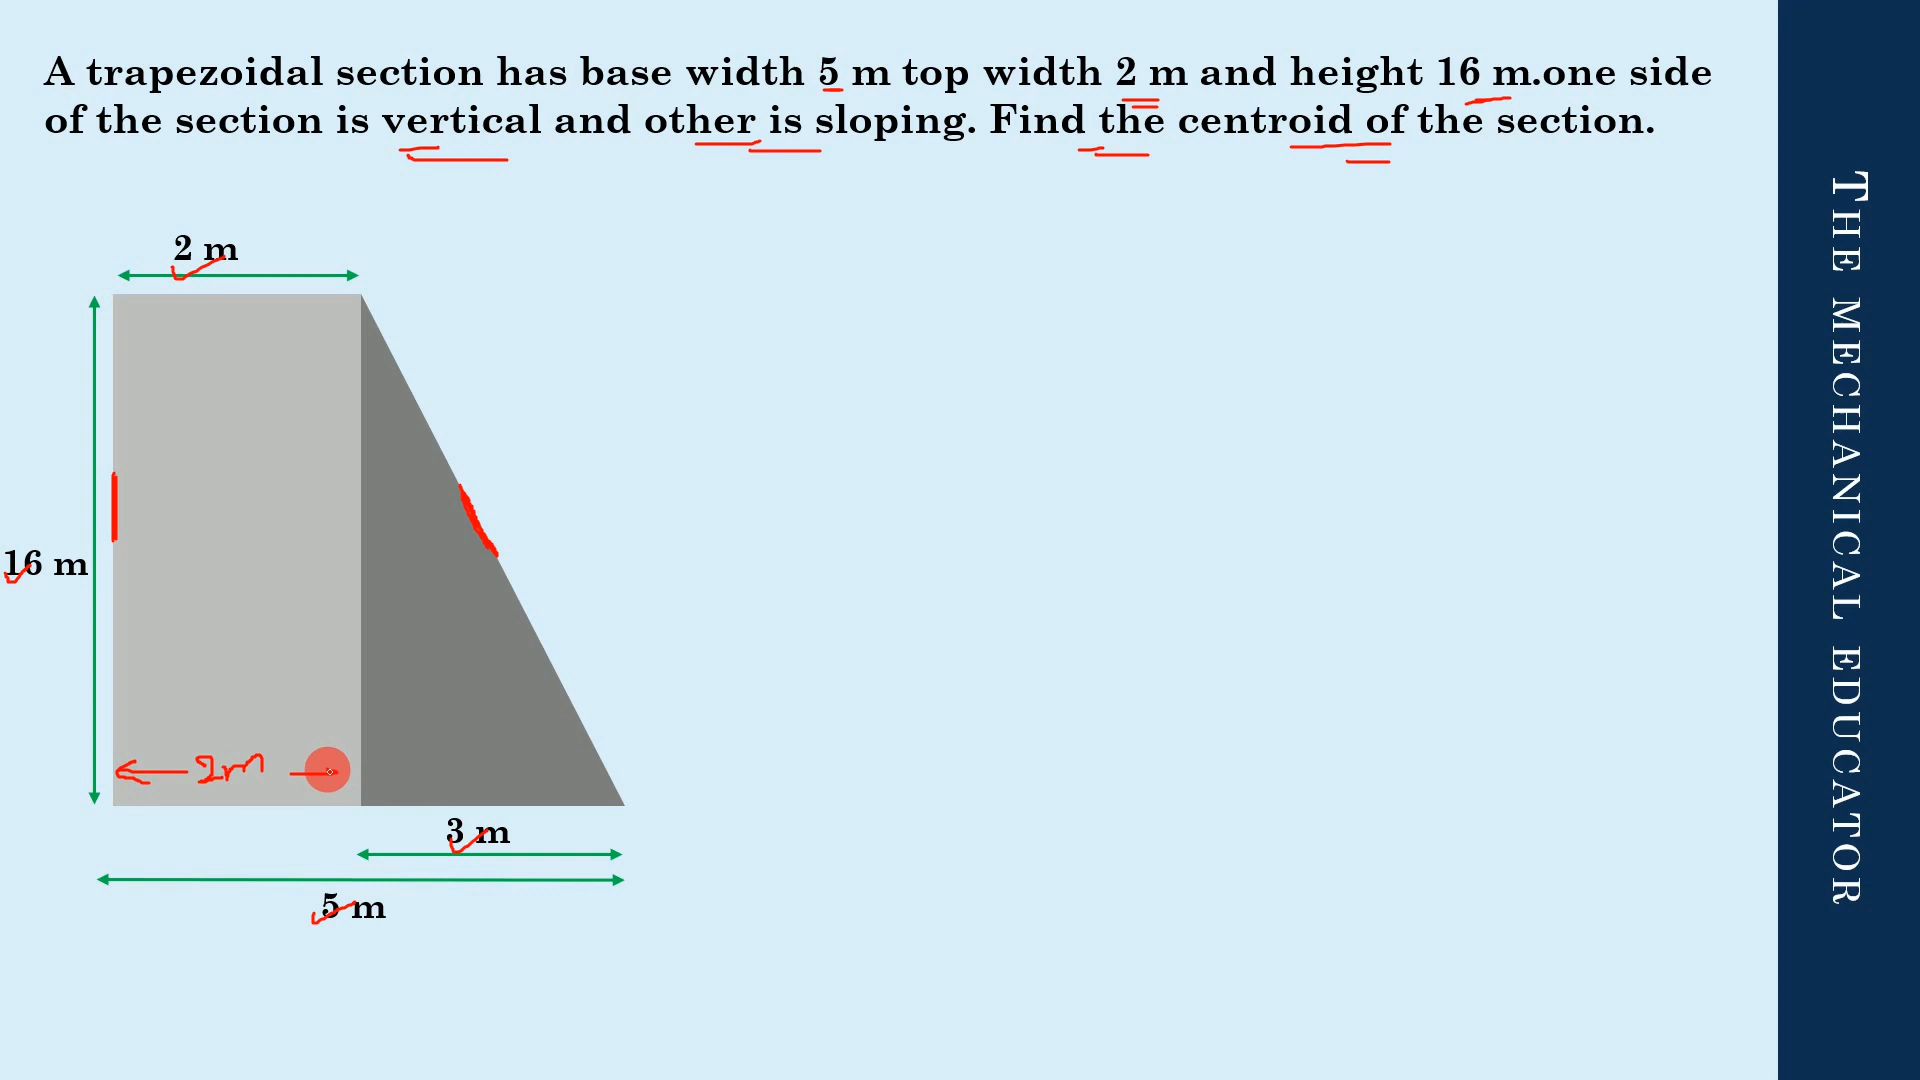 A trapezoidal section has base width 5 m top width 2 m and height 16 m.one side
of the section is vertical and other is sloping. Find the centroid of the section.
2 m
16 m
2m
3 m
5 m
THE MECHANICAL EDUCATOR